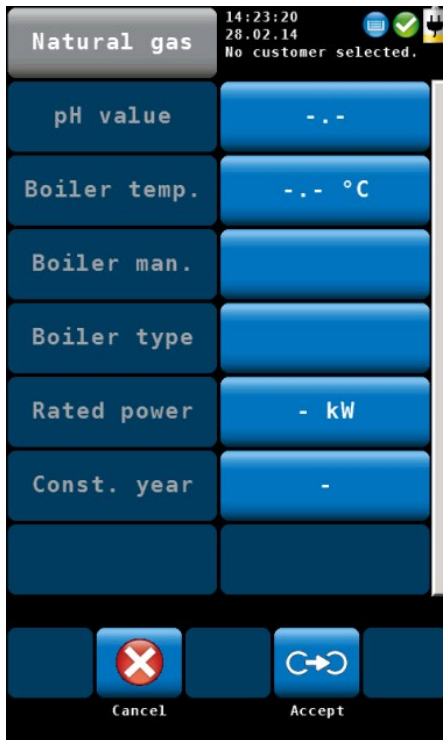 Natural gas
14:23:20
28.02.14
No customer selected.
pH value -.-
Boiler temp. -.- °C
Boiler man.
Boiler type
Rated power - kW
Const. year -
Cancel Accept